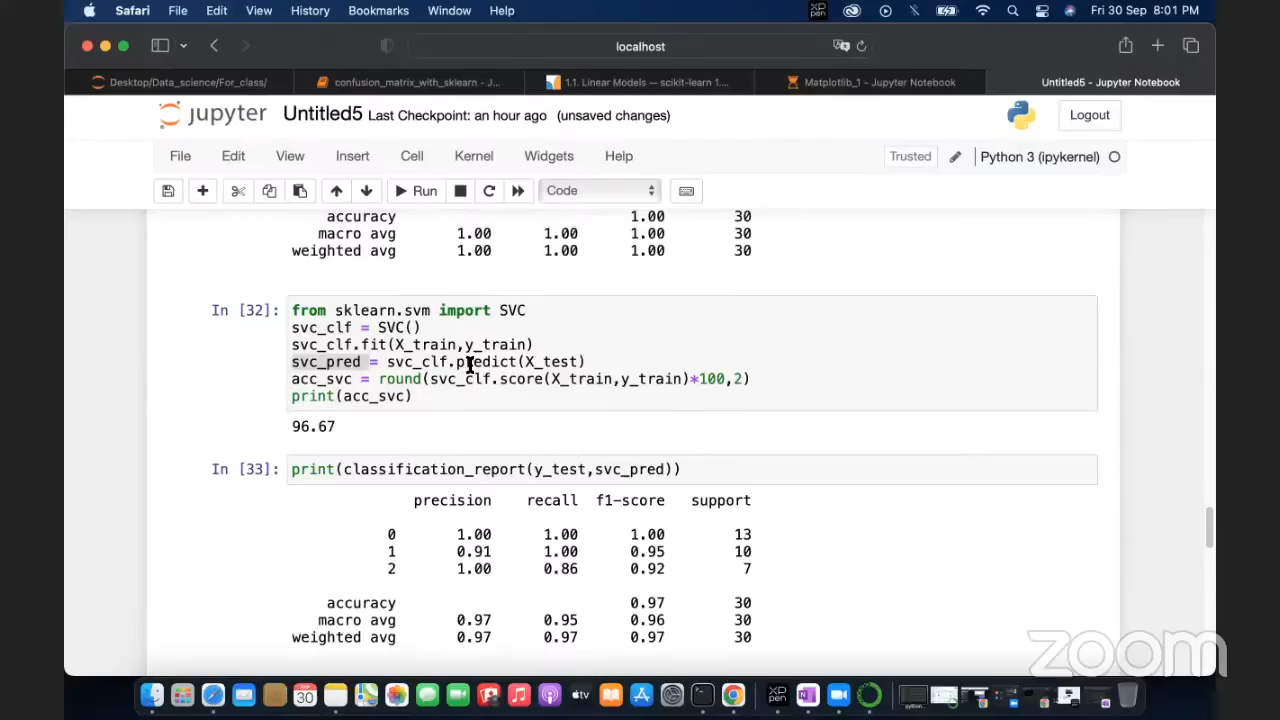 Safari File Edit View History Bookmarks Window Help XP pen Fri 30 Sep 8:01 PM
localhost
Desktop/Data_science/For_class/ confusion_matrix_with_sklearn - J... 1.1. Linear Models — scikit-learn 1.... Matplotlib_1 - Jupyter Notebook Untitled5 - Jupyter Notebook
jupyter Untitled5 Last Checkpoint: an hour ago (unsaved changes) Logout
File Edit View Insert Cell Kernel Widgets Help Trusted Python 3 (ipykernel)
Run Code
accuracy 1.00 30
macro avg 1.00 1.00 1.00 30
weighted avg 1.00 1.00 1.00 30
In [32]: from sklearn.svm import SVC
svc_clf = SVC()
svc_clf.fit(X_train,y_train)
svc_pred = svc_clf.predict(X_test)
acc_svc = round(svc_clf.score(X_train,y_train)*100,2)
print(acc_svc)
96.67
In [33]: print(classification_report(y_test,svc_pred))
precision recall f1-score support
0 1.00 1.00 1.00 13
1 0.91 1.00 0.95 10
2 1.00 0.86 0.92 7
accuracy 0.97 30
macro avg 0.97 0.95 0.96 30
weighted avg 0.97 0.97 0.97 30
zoom
SEP 30 tv XP pen